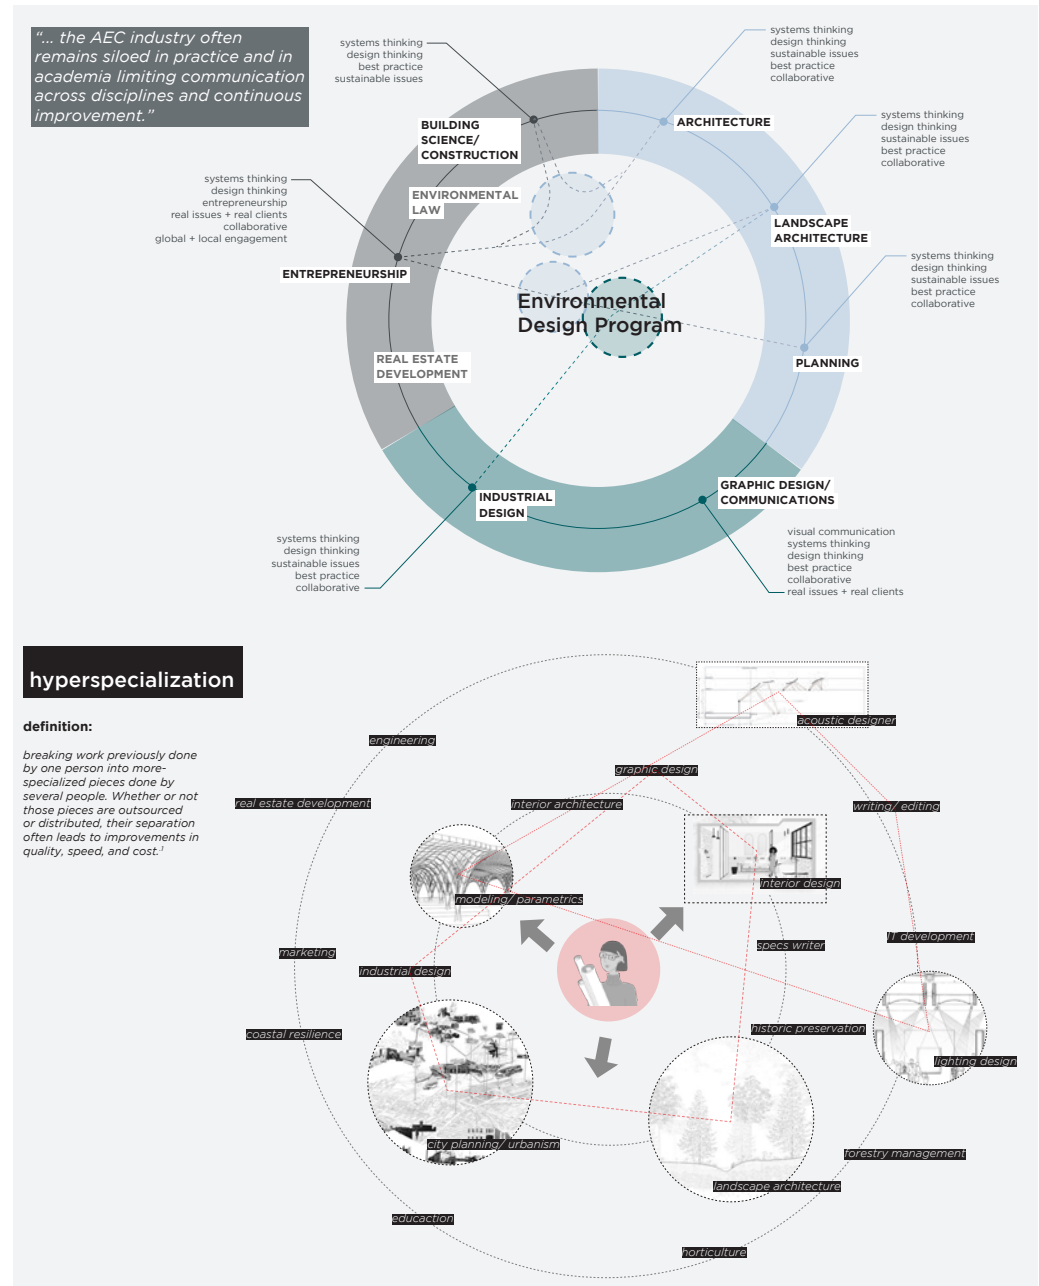 “... the AEC industry often
remains siloed in practice and in
academia limiting communication
across disciplines and continuous
improvement.”
systems thinking
design thinking
best practice
sustainable issues
systems thinking
design thinking
sustainable issues
best practice
collaborative
BUILDING
SCIENCE/
CONSTRUCTION
ARCHITECTURE
systems thinking
design thinking
sustainable issues
best practice
collaborative
systems thinking
design thinking
entrepreneurship
real issues + real clients
collaborative
global + local engagement
ENVIRONMENTAL
LAW
LANDSCAPE
ARCHITECTURE
ENTREPRENEURSHIP
systems thinking
design thinking
sustainable issues
best practice
collaborative
Environmental
Design Program
REAL ESTATE
DEVELOPMENT
PLANNING
INDUSTRIAL
DESIGN
GRAPHIC DESIGN/
COMMUNICATIONS
systems thinking
design thinking
sustainable issues
best practice
collaborative
visual communication
systems thinking
design thinking
best practice
collaborative
real issues + real clients
hyperspecialization
definition:
breaking work previously done
by one person into more-
specialized pieces done by
several people. Whether or not
those pieces are outsourced
or distributed, their separation
often leads to improvements in
quality, speed, and cost.¹
acoustic designer
engineering
graphic design
real estate development
interior architecture
writing/ editing
interior design
modeling/ parametrics
IT development
specs writer
marketing
industrial design
coastal resilience
historic preservation
lighting design
city planning/ urbanism
forestry management
landscape architecture
educaction
horticulture